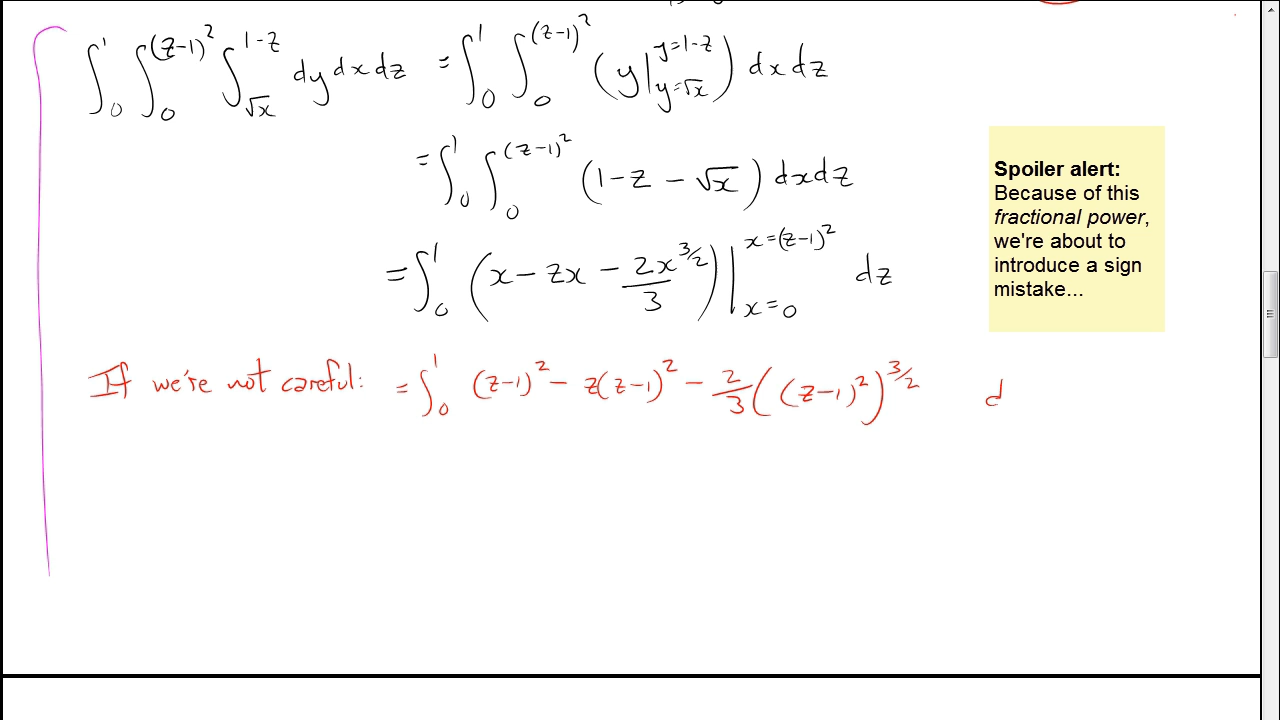 ∫₀¹ ∫₀^{(z-1)²} ∫_{√x}^{1-z} dy dx dz = ∫₀¹ ∫₀^{(z-1)²} (y|_{y=√x}^{y=1-z}) dx dz
= ∫₀¹ ∫₀^{(z-1)²} (1-z-√x) dx dz
= ∫₀¹ (x - zx - 2x^{3/2}/3)|_{x=0}^{x=(z-1)²} dz
Spoiler alert:
Because of this
fractional power,
we're about to
introduce a sign
mistake...
If we're not careful: = ∫₀¹ (z-1)² - z(z-1)² - 2/3((z-1)²)^{3/2} d